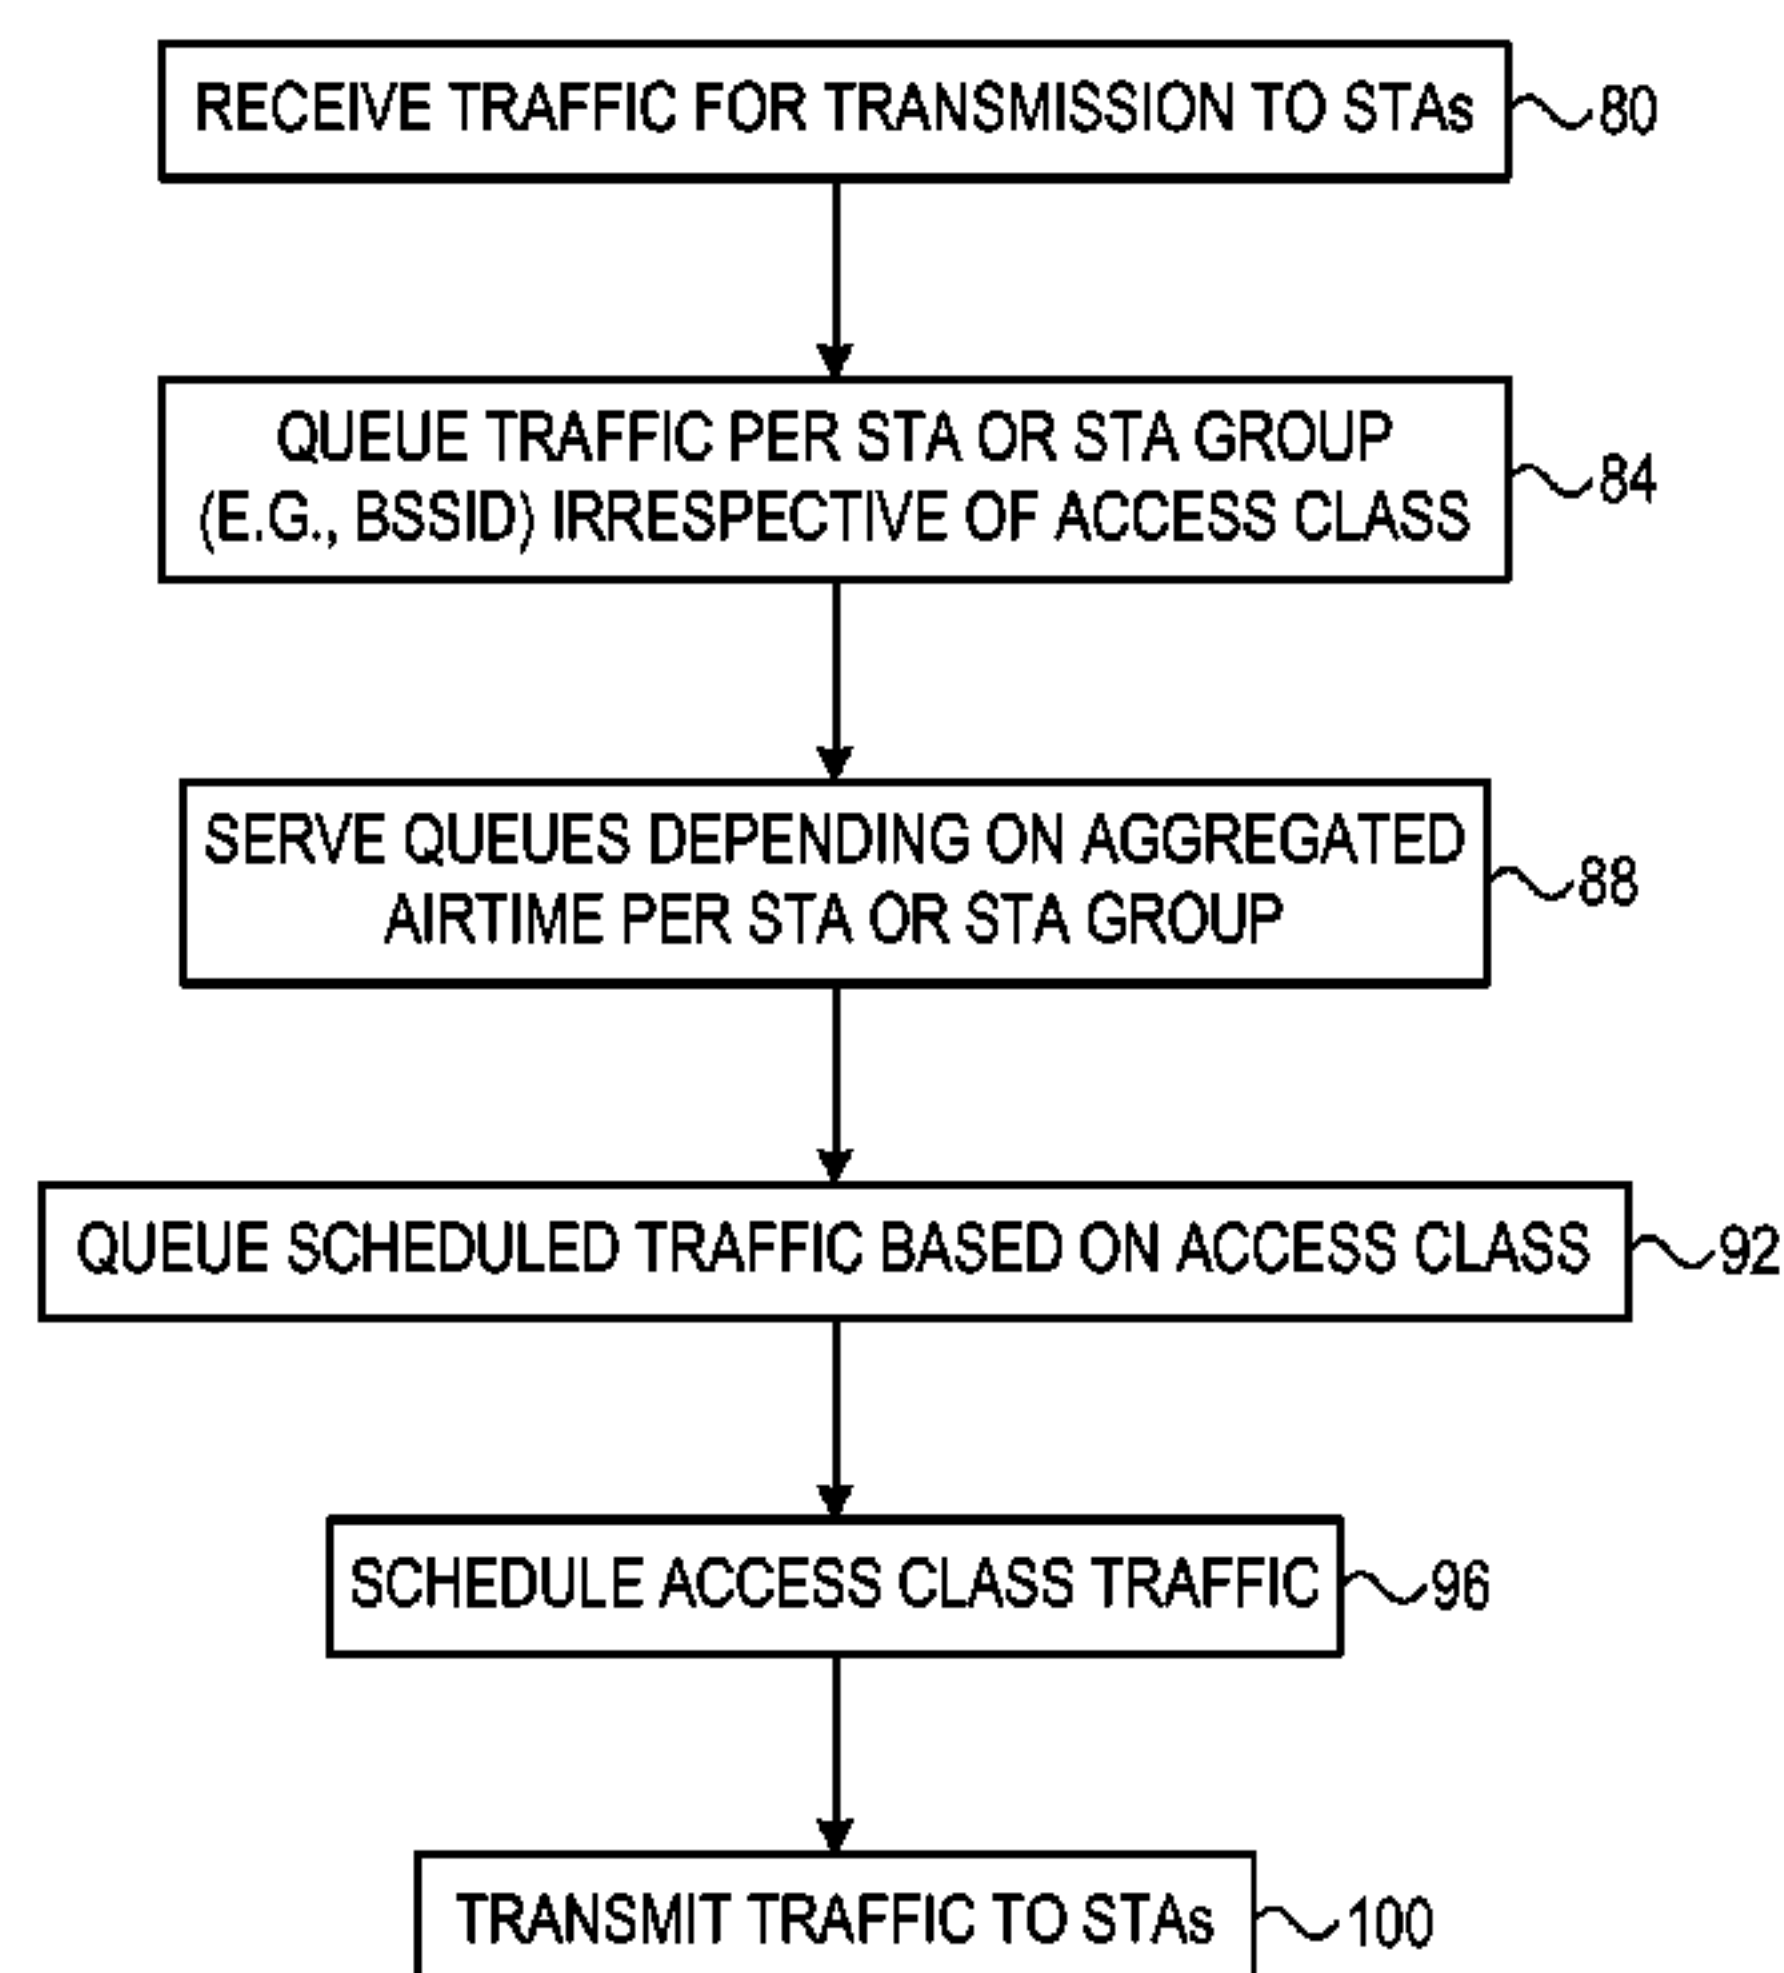 RECEIVE TRAFFIC FOR TRANSMISSION TO STAs
80
QUEUE TRAFFIC PER STA OR STA GROUP
(E.G., BSSID) IRRESPECTIVE OF ACCESS CLASS
84
SERVE QUEUES DEPENDING ON AGGREGATED
AIRTIME PER STA OR STA GROUP
88
QUEUE SCHEDULED TRAFFIC BASED ON ACCESS CLASS
92
SCHEDULE ACCESS CLASS TRAFFIC
96
TRANSMIT TRAFFIC TO STAs
100